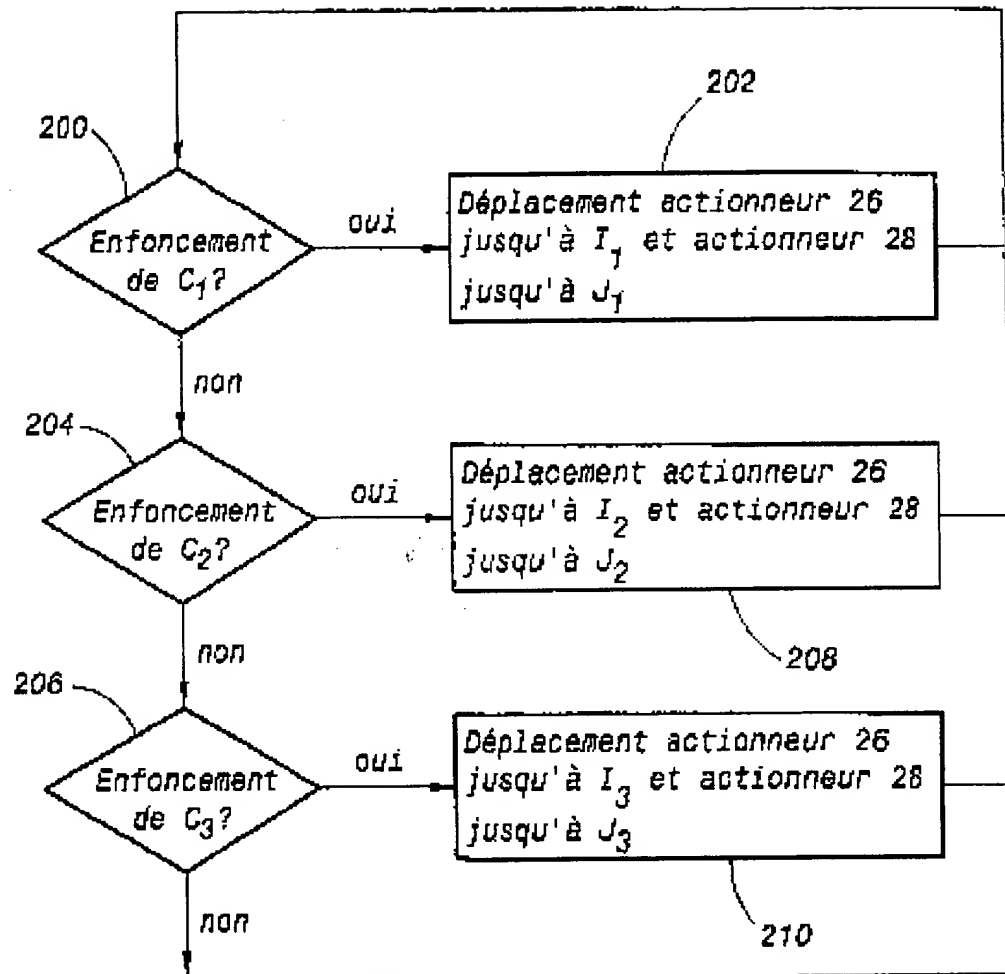 202
200
Enfoncement
de C₁?
oui
Déplacement actionneur 26
jusqu'à I₁ et actionneur 28
jusqu'à J₁
non
204
Enfoncement
de C₂?
oui
Déplacement actionneur 26
jusqu'à I₂ et actionneur 28
jusqu'à J₂
non
208
206
Enfoncement
de C₃?
oui
Déplacement actionneur 26
jusqu'à I₃ et actionneur 28
jusqu'à J₃
non
210